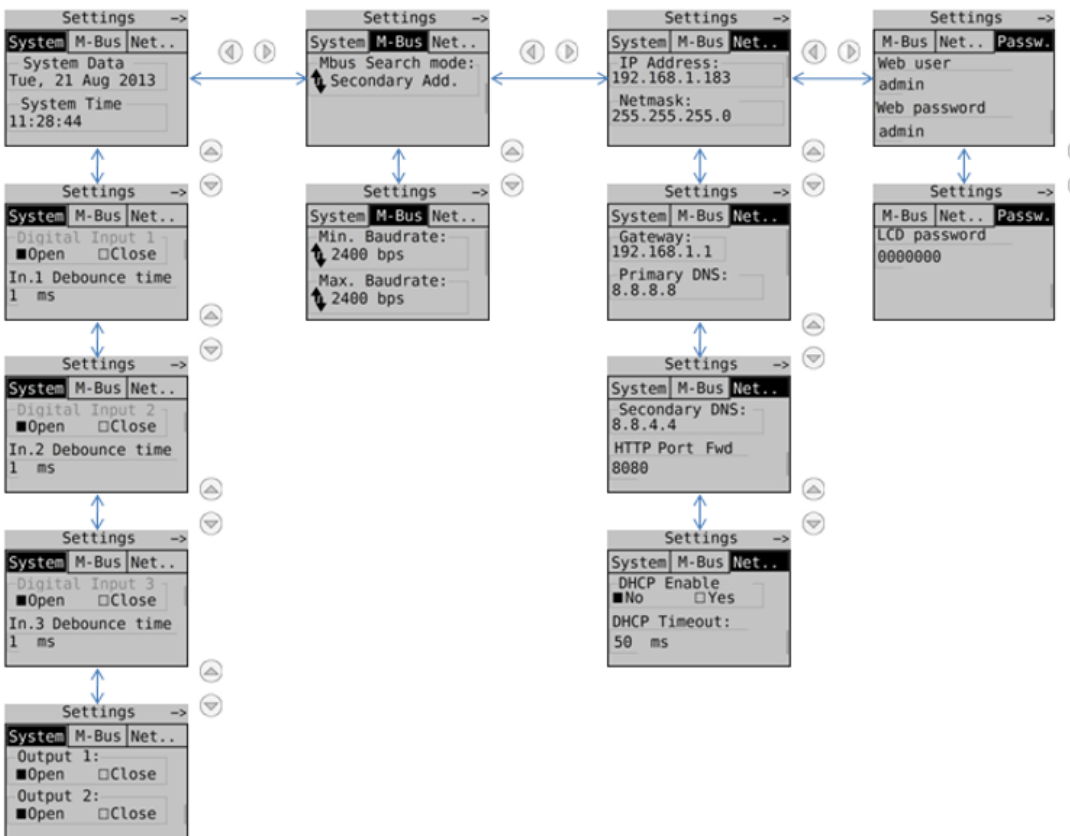 Settings ->
System M-Bus Net..
System Data
Tue, 21 Aug 2013
System Time
11:28:44
Settings ->
System M-Bus Net..
Mbus Search mode:
Secondary Add.
Settings ->
System M-Bus Net..
IP Address:
192.168.1.183
Netmask:
255.255.255.0
Settings ->
M-Bus Net.. Passw.
Web user
admin
Web password
admin
Settings ->
System M-Bus Net..
Digital Input 1
■Open □Close
In.1 Debounce time
1 ms
Settings ->
System M-Bus Net..
Min. Baudrate:
2400 bps
Max. Baudrate:
2400 bps
Settings ->
System M-Bus Net..
Gateway:
192.168.1.1
Primary DNS:
8.8.8.8
Settings ->
M-Bus Net.. Passw.
LCD password
0000000
Settings ->
System M-Bus Net..
Digital Input 2
■Open □Close
In.2 Debounce time
1 ms
Settings ->
System M-Bus Net..
Secondary DNS:
8.8.4.4
HTTP Port Fwd
8080
Settings ->
System M-Bus Net..
Digital Input 3
■Open □Close
In.3 Debounce time
1 ms
Settings ->
System M-Bus Net..
DHCP Enable
■No □Yes
DHCP Timeout:
50 ms
Settings ->
System M-Bus Net..
Output 1:
■Open □Close
Output 2:
■Open □Close